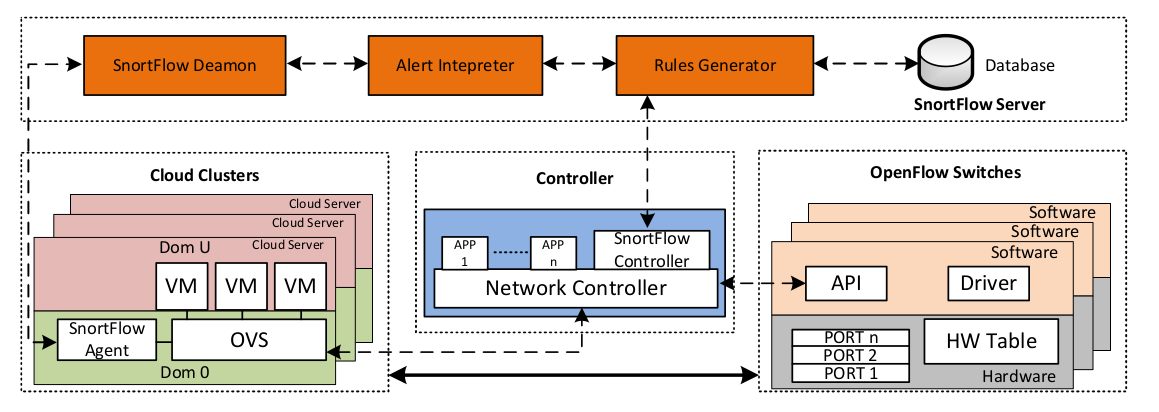 SnortFlow Deamon
Alert Intepreter
Rules Generator
Database
SnortFlow Server
Cloud Clusters
Cloud Server
Cloud Server
Cloud Server
Dom U
VM
VM
VM
SnortFlow
Agent
OVS
Dom 0
Controller
APP
1
APP
n
SnortFlow
Controller
Network Controller
OpenFlow Switches
Software
Software
Software
API
Driver
PORT n
PORT 2
PORT 1
HW Table
Hardware